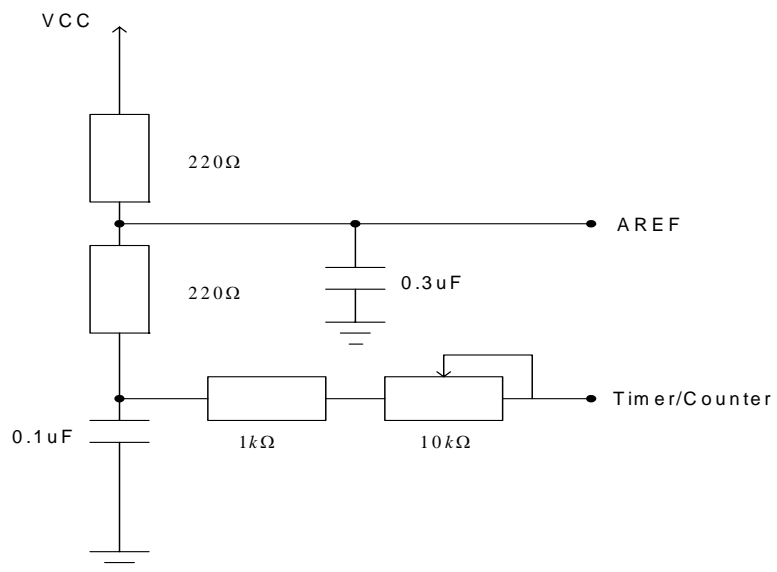 VCC
220Ω
AREF
220Ω
0.3uF
Timer/Counter
0.1uF
1kΩ
10kΩ